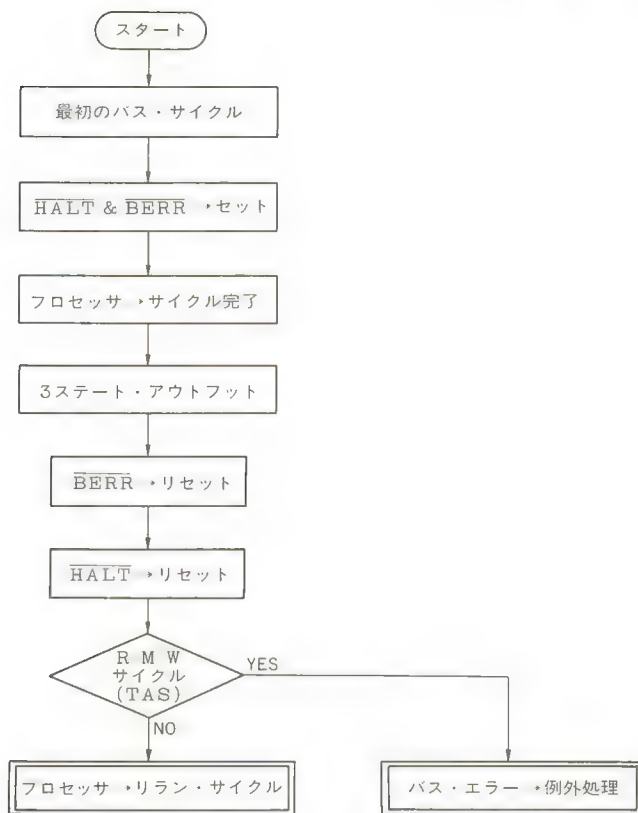 スタート
最初のバス・サイクル
HALT & BERR →セット
フロセッサ →サイクル完了
3ステート・アウトフット
BERR →リセット
HALT →リセット
R M W
サイクル
(TAS)
YES
NO
フロセッサ →リラン・サイクル
バス・エラー →例外処理